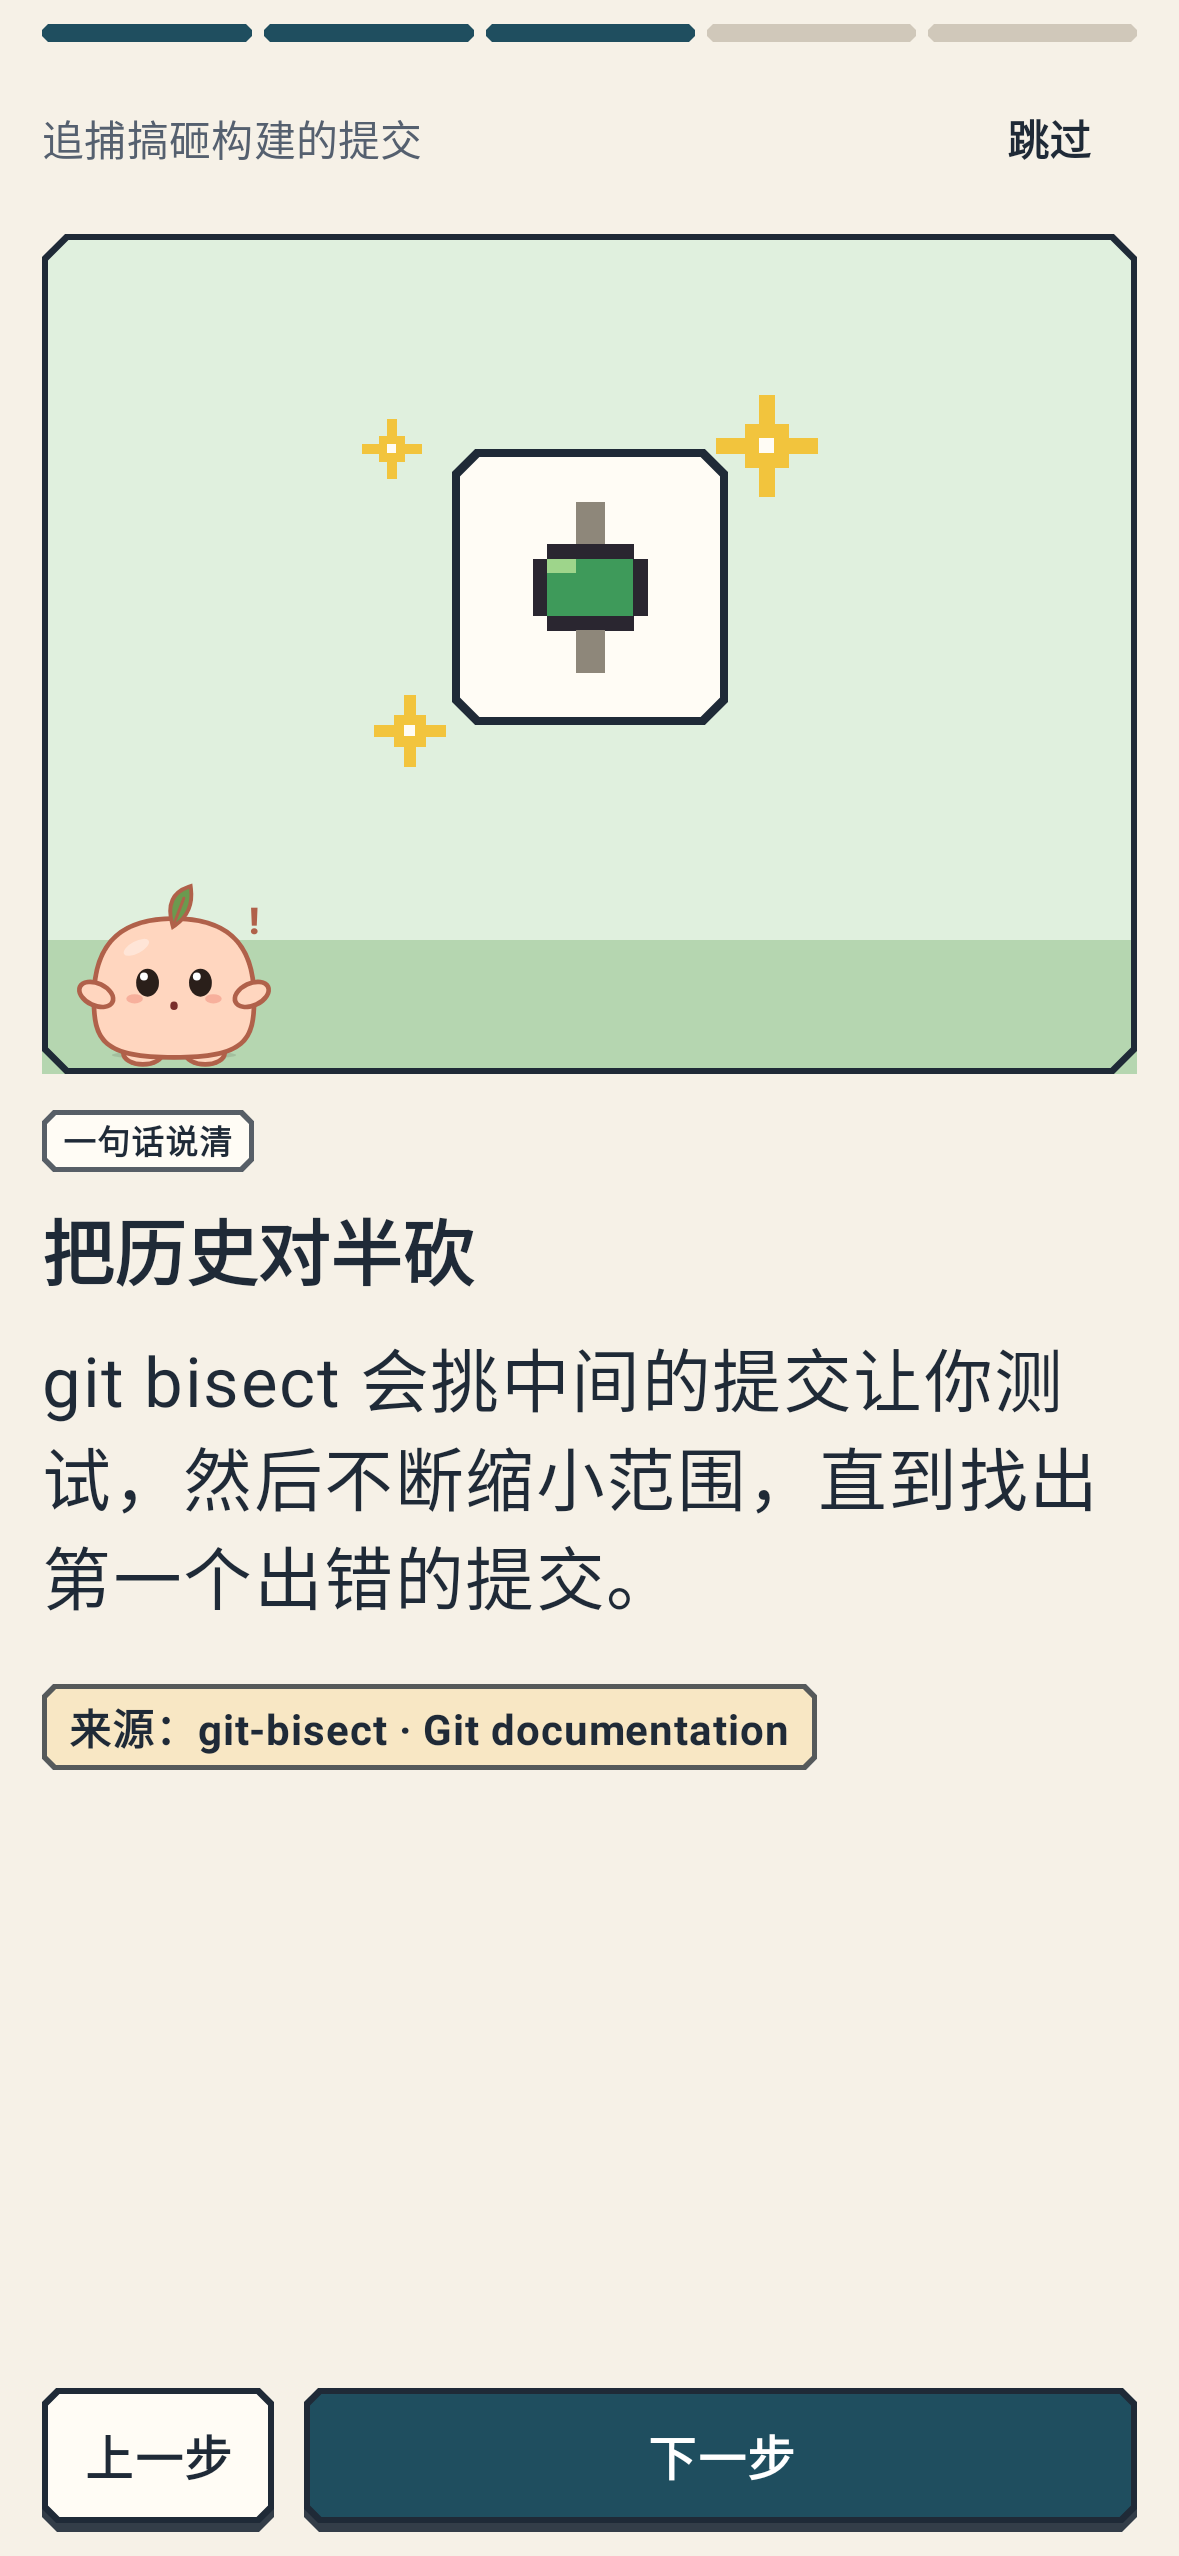 追捕搞砸构建的提交
跳过
!
一句话说清
把历史对半砍
git bisect 会挑中间的提交让你测
试，然后不断缩小范围，直到找出
第一个出错的提交。
来源：git-bisect · Git documentation
上一步
下一步